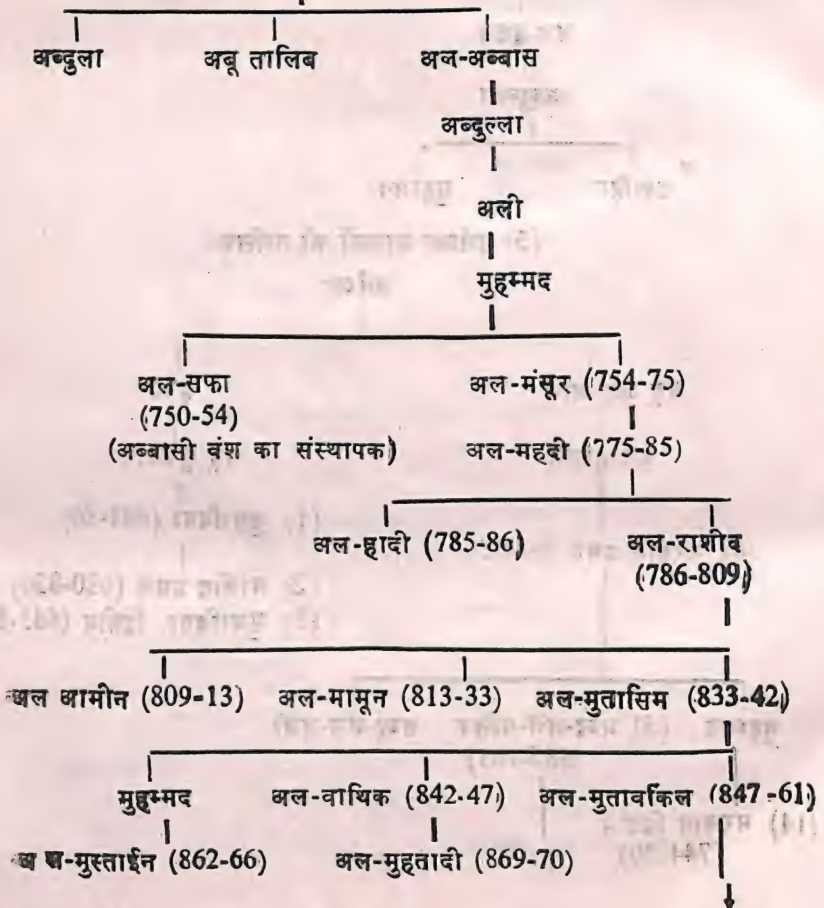 अब्दुला अबू तालिब अल-अब्बास
अब्दुल्ला
अली
मुहम्मद
अल-सफा अल-मंसूर (754-75)
(750-54)
(अब्बासी वंश का संस्थापक) अल-महदी (775-85)
अल-हादी (785-86) अल-राशीद
(786-809)
अल आमीन (809-13) अल-मामून (813-33) अल-मुतासिम (833-42)
मुहम्मद अल-वाथिक (842-47) अल-मुतावकिल (847-61)
अल-मुस्ताईन (862-66) अल-मुहतादी (869-70)